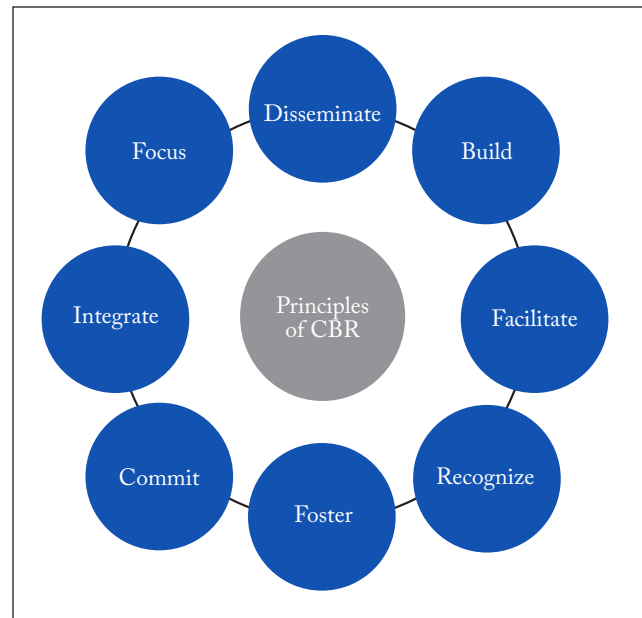 Disseminate
Build
Facilitate
Recognize
Foster
Commit
Integrate
Focus
Principles
of CBR